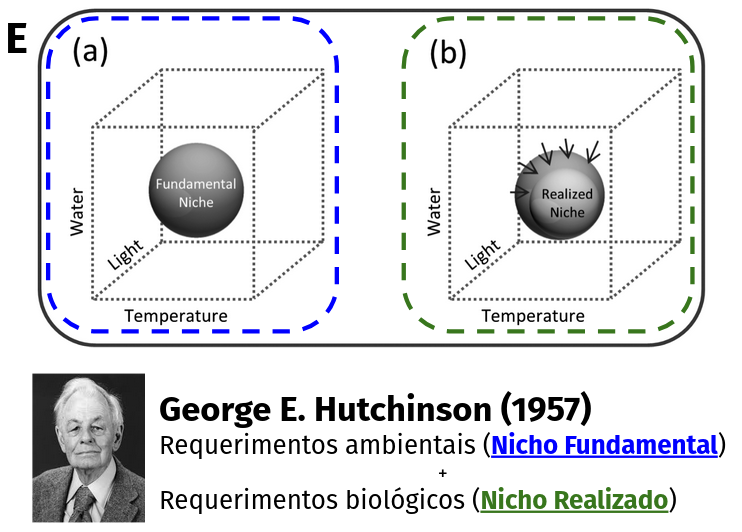 E
(a)
Fundamental
Niche
Water
Light
Temperature
(b)
Realized
Niche
Water
Light
Temperature
George E. Hutchinson (1957)
Requerimentos ambientais (Nicho Fundamental)
+
Requerimentos biológicos (Nicho Realizado)